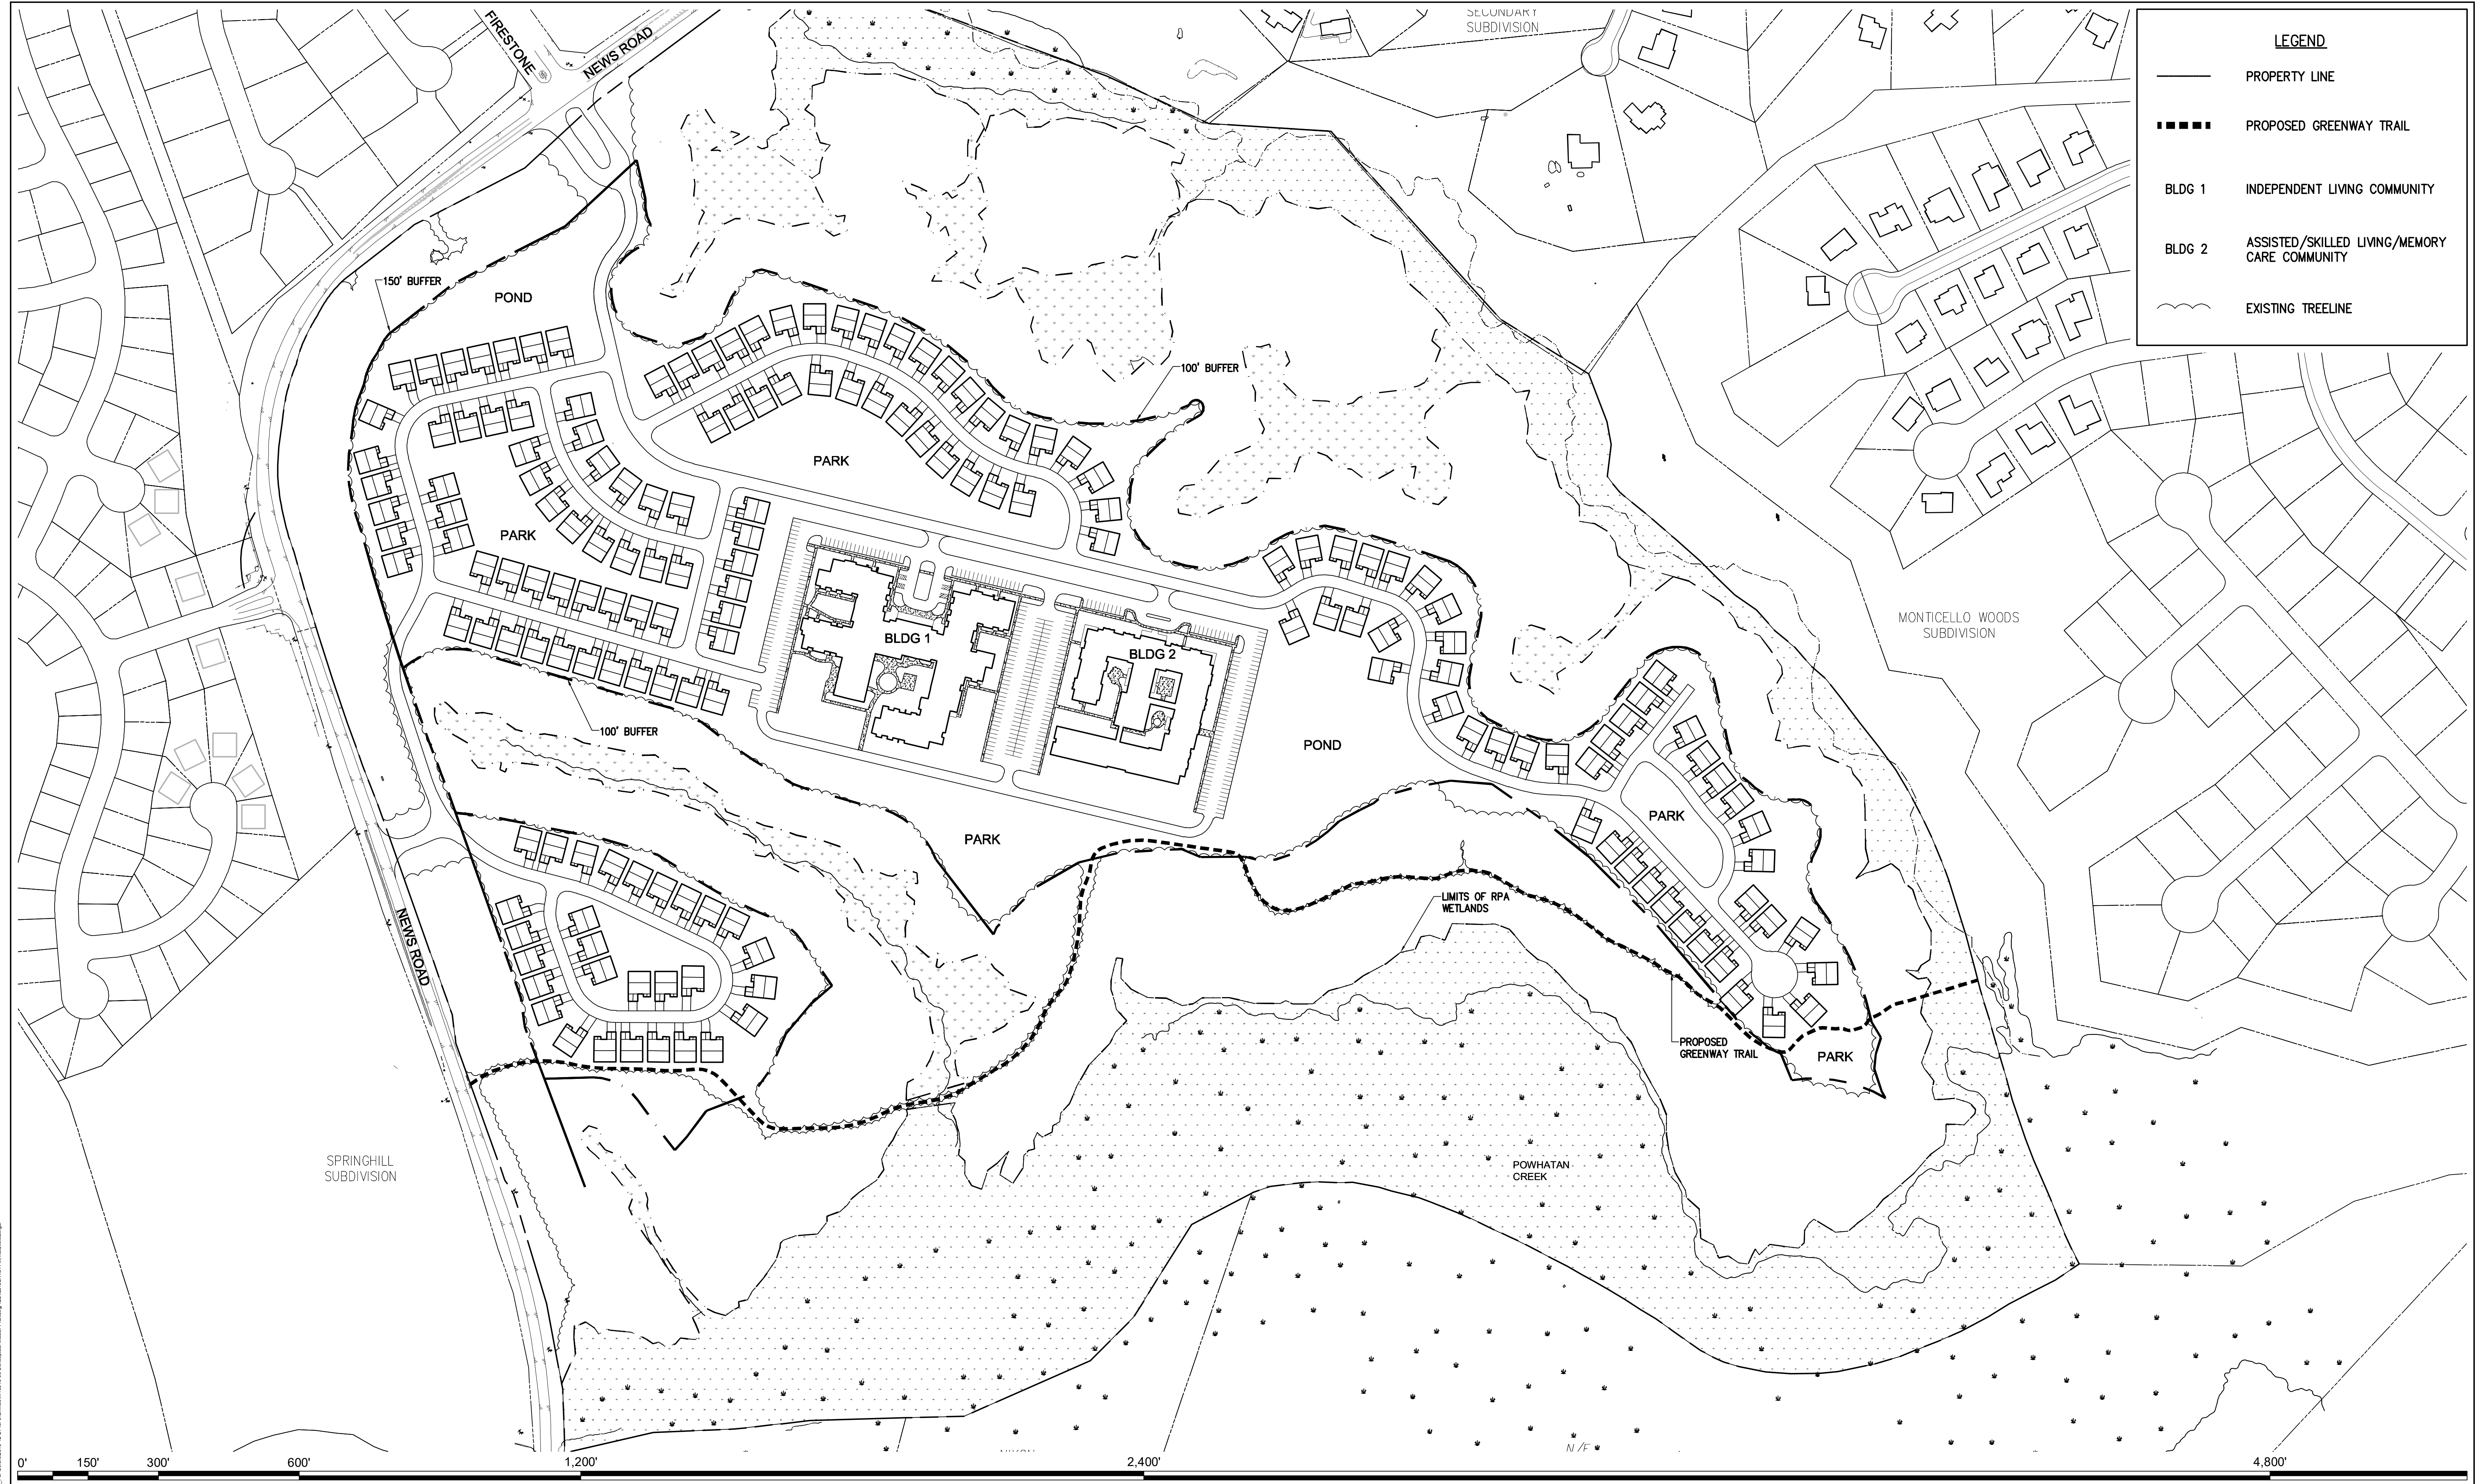 SECONDARY
SUBDIVISION
FIRESTONE
NEWS ROAD
LEGEND
PROPERTY LINE
PROPOSED GREENWAY TRAIL
BLDG 1 INDEPENDENT LIVING COMMUNITY
BLDG 2 ASSISTED/SKILLED LIVING/MEMORY
CARE COMMUNITY
EXISTING TREELINE
150' BUFFER
POND
100' BUFFER
PARK
PARK
MONTICELLO WOODS
SUBDIVISION
BLDG 1
BLDG 2
100' BUFFER
POND
PARK
PARK
LIMITS OF RPA
WETLANDS
NEWS ROAD
PROPOSED
GREENWAY TRAIL
PARK
SPRINGHILL
SUBDIVISION
POWHATAN
CREEK
N/F
0' 150' 300' 600' 1,200' 2,400' 4,800'